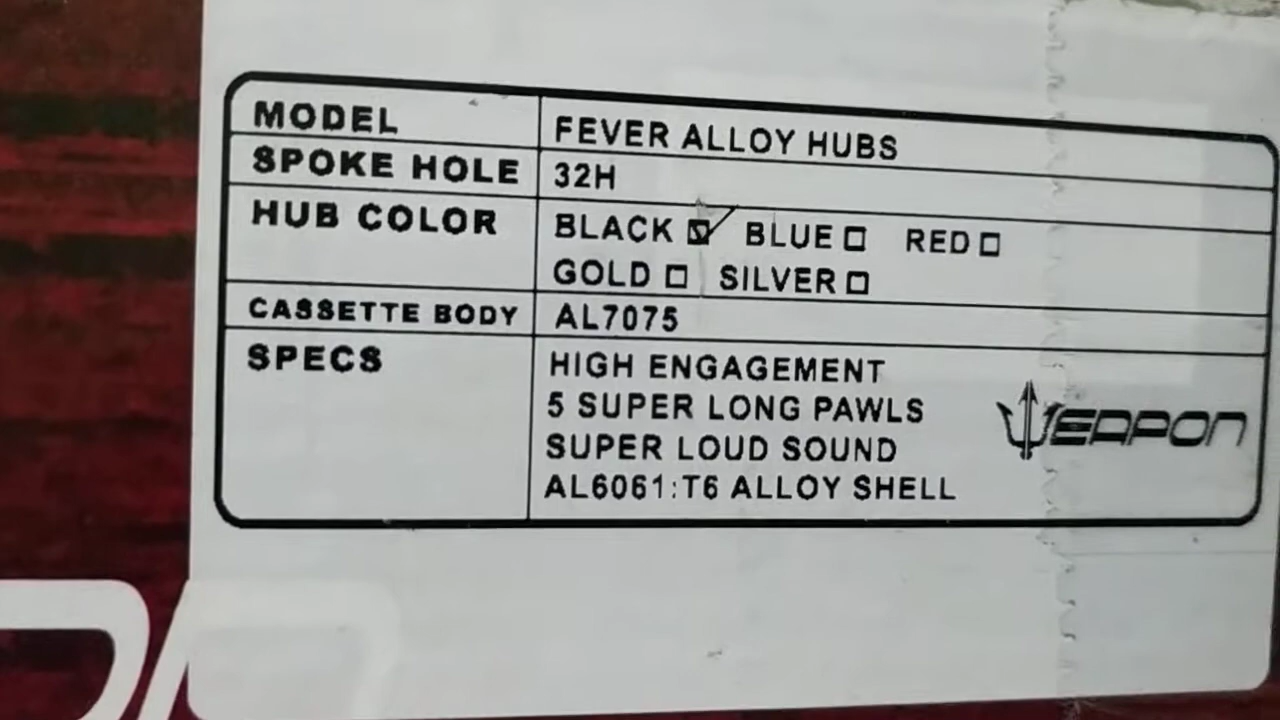 MODEL FEVER ALLOY HUBS
SPOKE HOLE 32H
HUB COLOR BLACK ☑ BLUE ☐ RED ☐
GOLD ☐ SILVER ☐
CASSETTE BODY AL7075
SPECS HIGH ENGAGEMENT
5 SUPER LONG PAWLS
SUPER LOUD SOUND
AL6061:T6 ALLOY SHELL
WEAPON